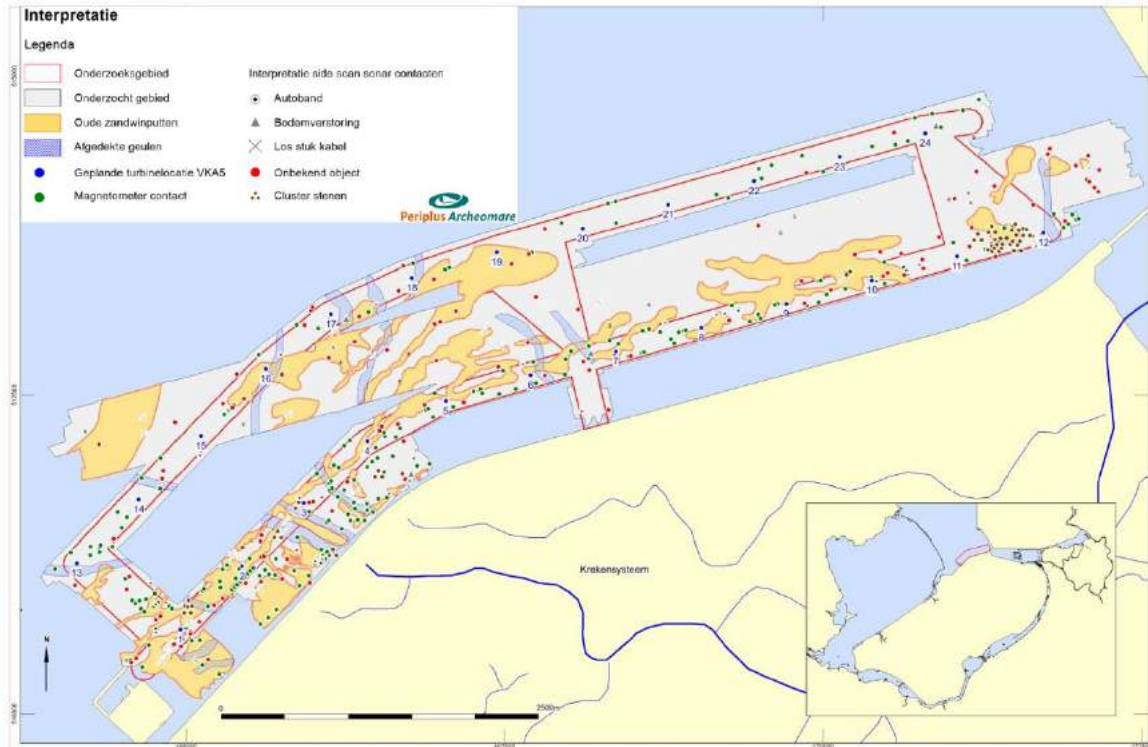 Interpretatie
Legenda
Onderzoeksgebied
Onderzocht gebied
Oude zandwinputten
Afgedekte geulen
Geplande turbinelocatie VKA5
Magnetometer contact
Interpretatie side scan sonar contacten
Autoband
Bodemverstoring
Los stuk kabel
Onbekend object
Cluster stenen
Periplus Archeomare
24
23
22
21
20
19
18
17
16
15
14
13
12
11
10
9
8
7
6
5
4
3
2
1
Krekensysteem
N
0
2500m